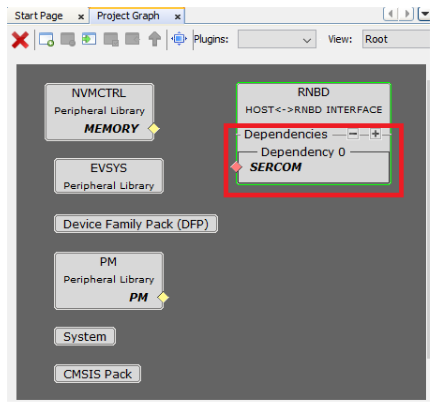 Start Page x Project Graph x
Plugins: View: Root
NVMCTRL
Peripheral Library
MEMORY
RNBD
HOST<->RNBD INTERFACE
Dependencies
Dependency 0
SERCOM
EVSYS
Peripheral Library
Device Family Pack (DFP)
PM
Peripheral Library
PM
System
CMSIS Pack